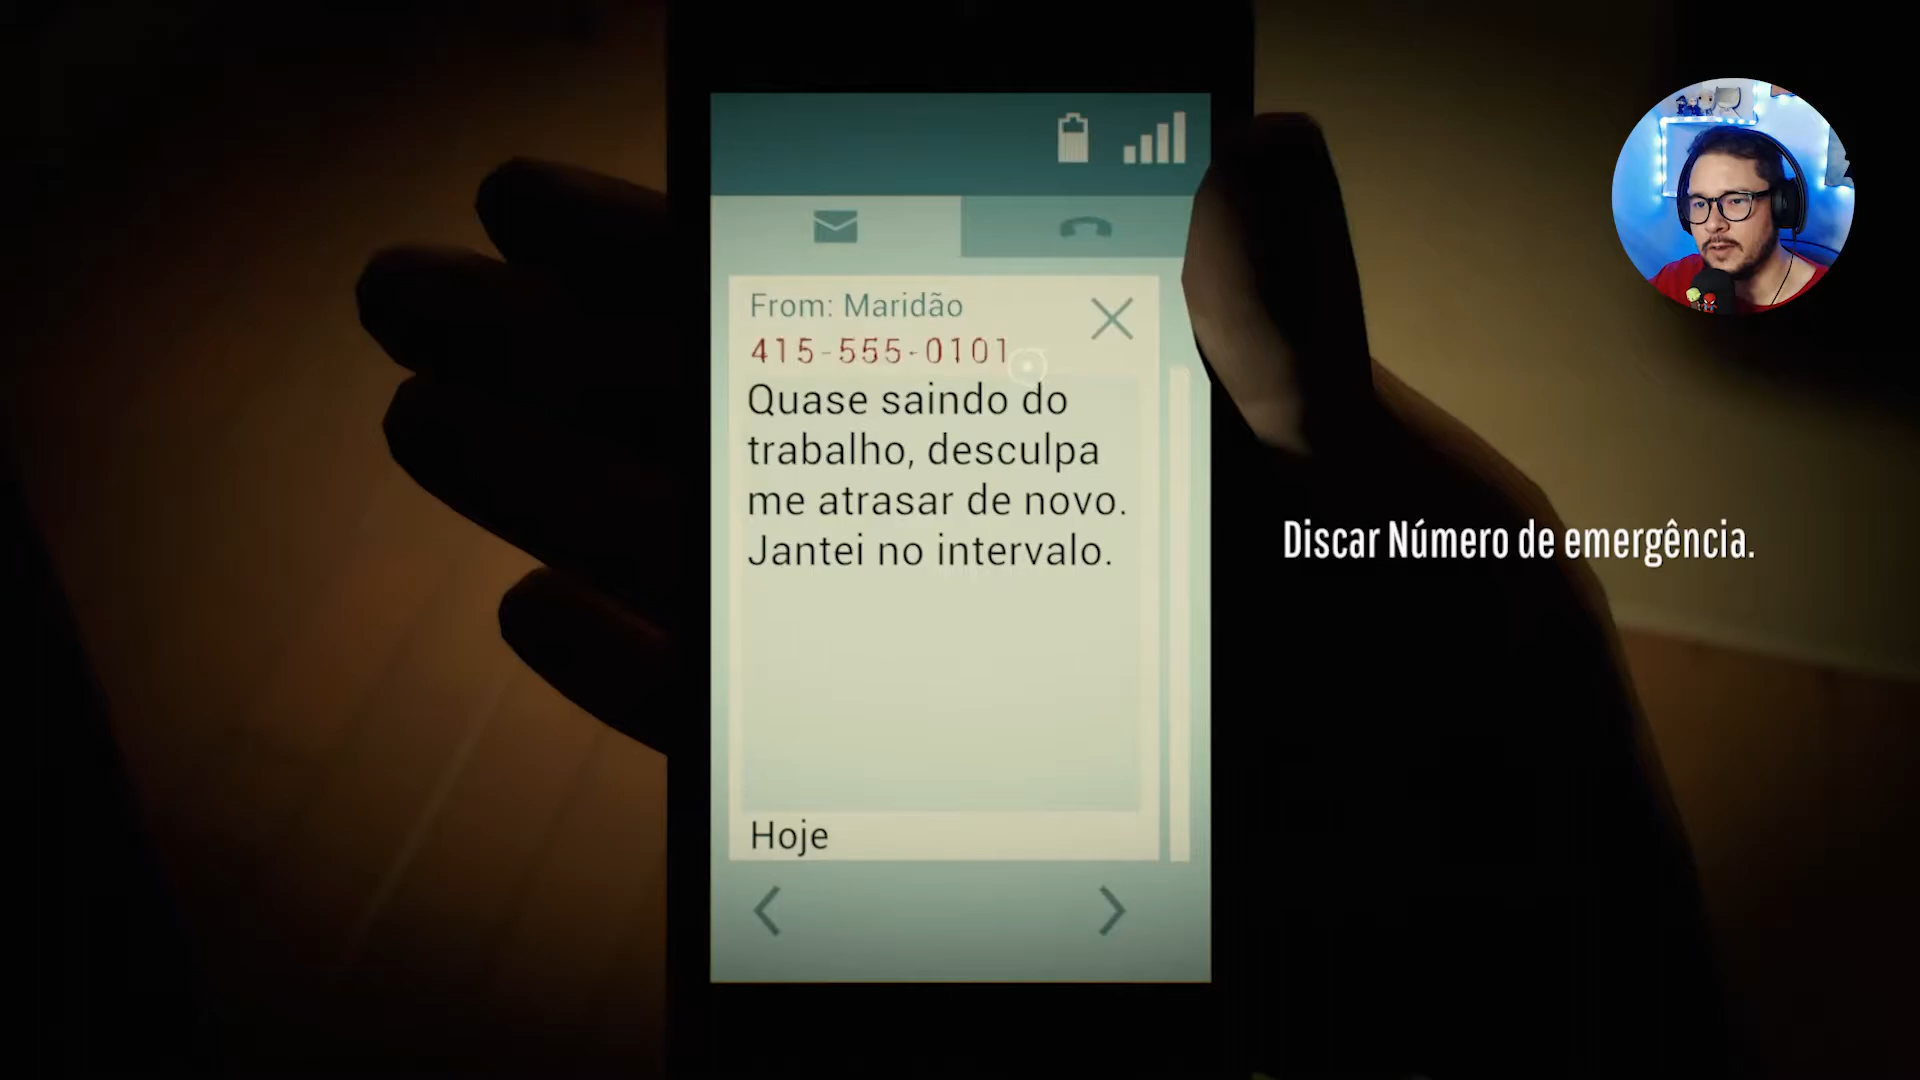 From: Maridão
415-555-0101
Quase saindo do
trabalho, desculpa
me atrasar de novo.
Jantei no intervalo.
Hoje
Discar Número de emergência.